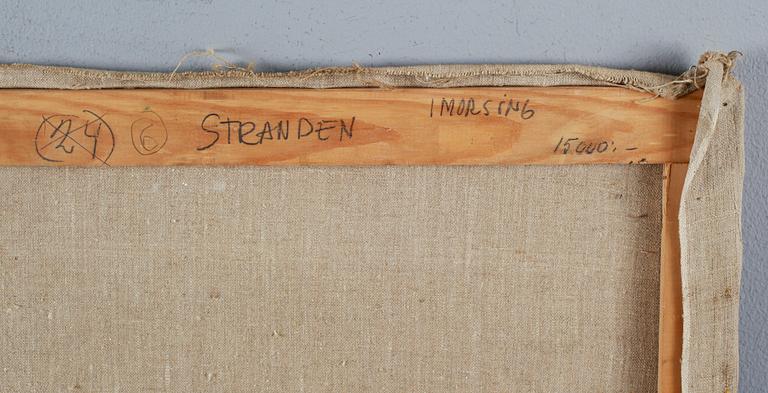 24 6 STRANDEN I MORSING 15000:-